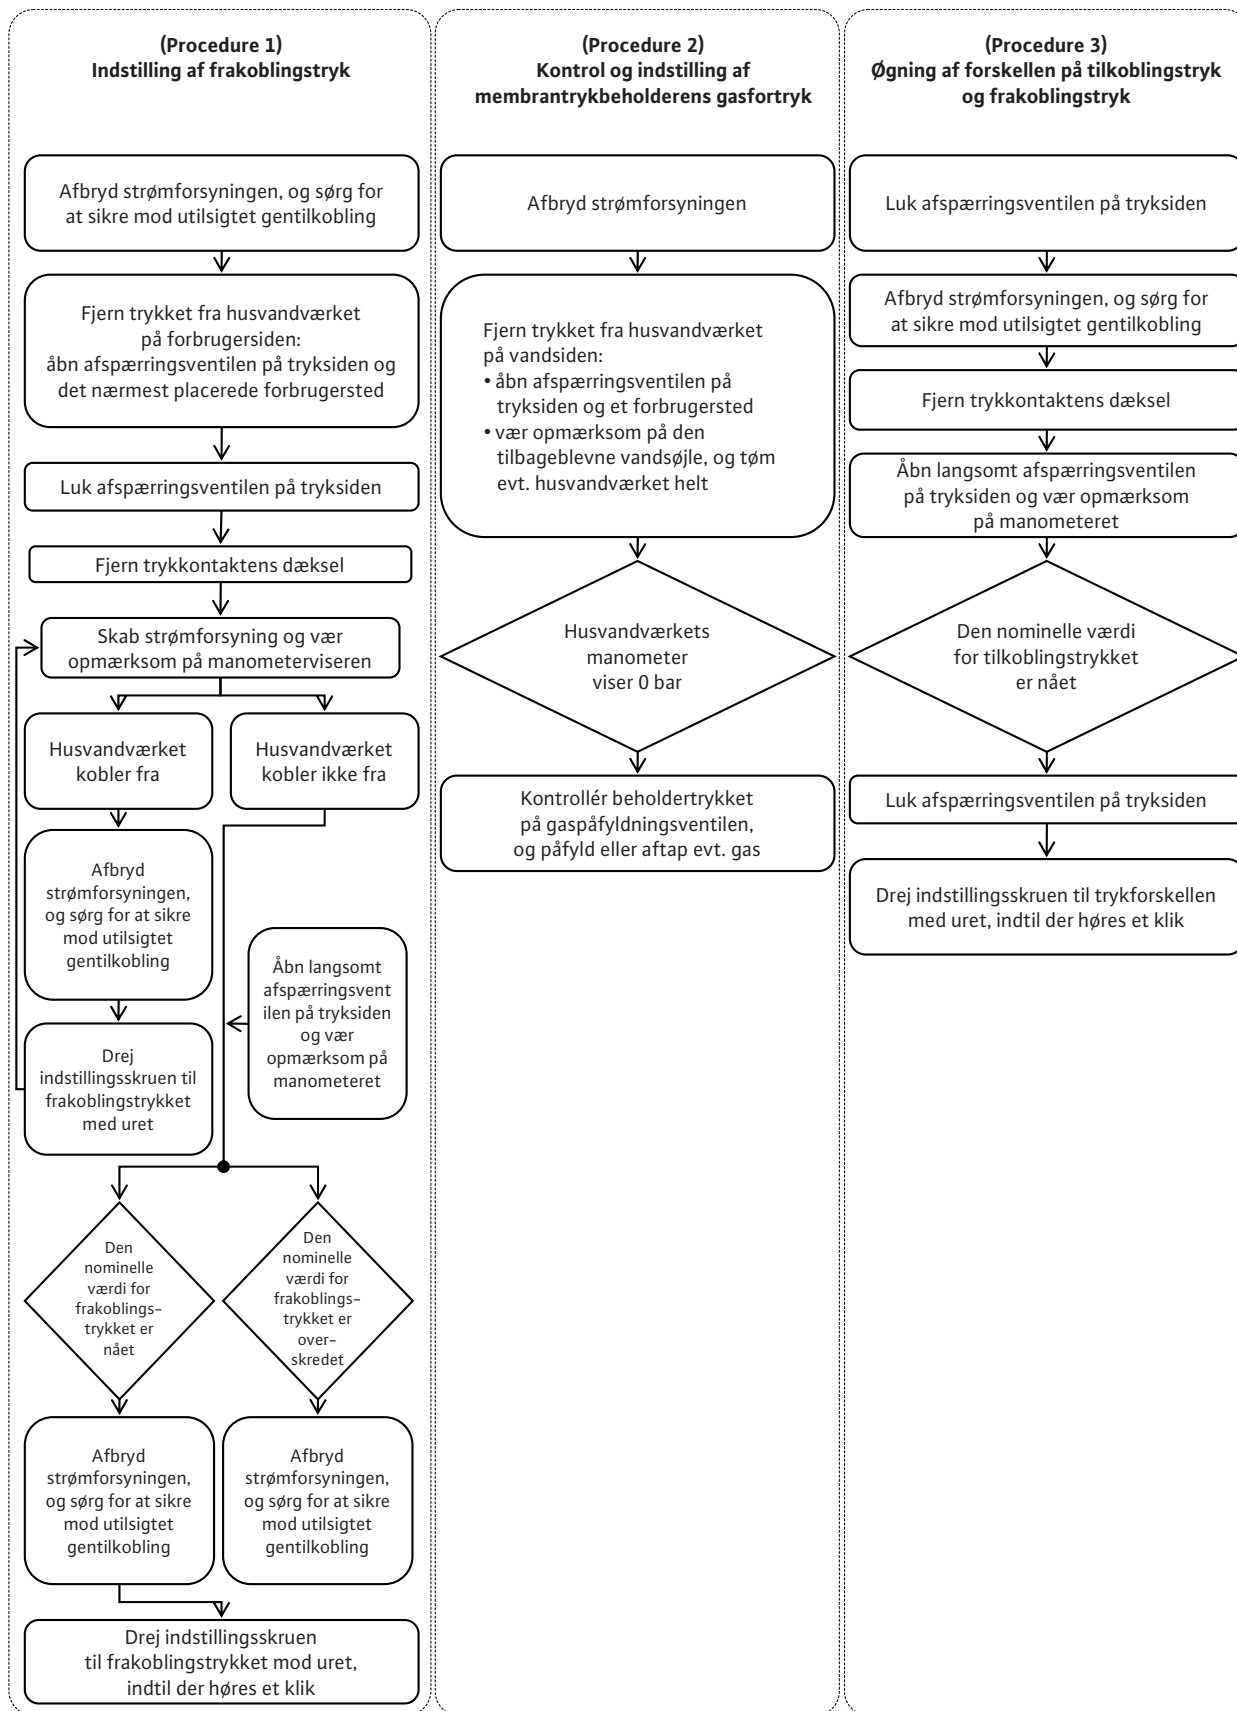 (Procedure 1)
Indstilling af frakoblingstryk
Afbryd strømforsyningen, og sørg for
at sikre mod utilsigtet gentilkobling
Fjern trykket fra husvandværket
på forbrugersiden:
åbn afspærringsventilen på tryksiden og
det nærmest placerede forbrugersted
Luk afspærringsventilen på tryksiden
Fjern trykkontaktens dæksel
Skab strømforsyning og vær
opmærksom på manometerviseren
Husvandværket
kobler fra
Husvandværket
kobler ikke fra
Afbryd
strømforsyningen,
og sørg for at sikre
mod utilsigtet
gentilkobling
Åbn langsomt
afspærringsvent
ilen på tryksiden
og vær
opmærksom på
manometeret
Drej
indstillingsskruen til
frakoblingstrykket
med uret
Den
nominelle
værdi for
frakoblings-
trykket er
nået
Den
nominelle
værdi for
frakoblings-
trykket er
over-
skredet
Afbryd
strømforsyningen,
og sørg for at sikre
mod utilsigtet
gentilkobling
Afbryd
strømforsyningen,
og sørg for at sikre
mod utilsigtet
gentilkobling
Drej indstillingsskruen
til frakoblingstrykket mod uret,
indtil der høres et klik
(Procedure 2)
Kontrol og indstilling af
membrantrykbeholderens gasfortryk
Afbryd strømforsyningen
Fjern trykket fra husvandværket
på vandsiden:
• åbn afspærringsventilen på
tryksiden og et forbrugersted
• vær opmærksom på den
tilbageblevne vandsøjle, og tøm
evt. husvandværket helt
Husvandværkets
manometer
viser 0 bar
Kontrollér beholdertrykket
på gaspåfyldningsventilen,
og påfyld eller aftap evt. gas
(Procedure 3)
Øgning af forskellen på tilkoblingstryk
og frakoblingstryk
Luk afspærringsventilen på tryksiden
Afbryd strømforsyningen, og sørg for
at sikre mod utilsigtet gentilkobling
Fjern trykkontaktens dæksel
Åbn langsomt afspærringsventilen
på tryksiden og vær opmærksom
på manometeret
Den nominelle værdi
for tilkoblingstrykket
er nået
Luk afspærringsventilen på tryksiden
Drej indstillingsskruen til trykforskellen
med uret, indtil der høres et klik